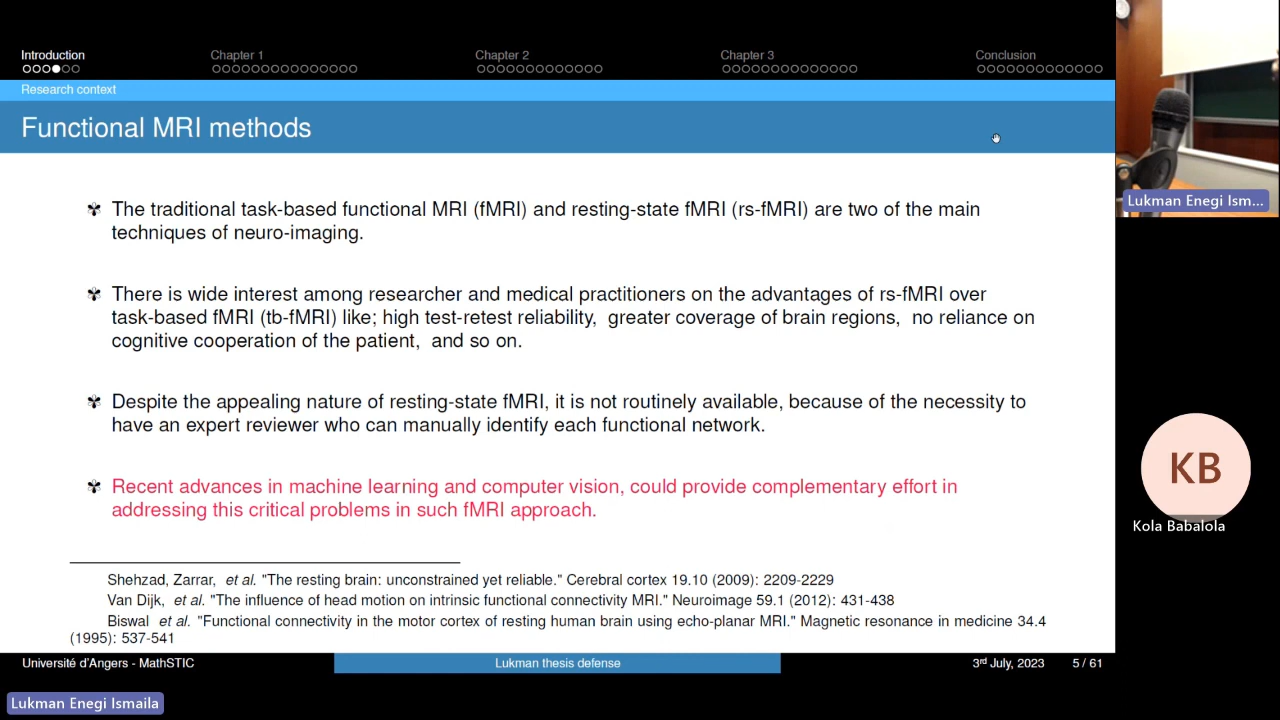 Introduction
Chapter 1
Chapter 2
Chapter 3
Conclusion
Research context
Functional MRI methods
The traditional task-based functional MRI (fMRI) and resting-state fMRI (rs-fMRI) are two of the main
techniques of neuro-imaging.
There is wide interest among researcher and medical practitioners on the advantages of rs-fMRI over
task-based fMRI (tb-fMRI) like; high test-retest reliability, greater coverage of brain regions, no reliance on
cognitive cooperation of the patient, and so on.
Despite the appealing nature of resting-state fMRI, it is not routinely available, because of the necessity to
have an expert reviewer who can manually identify each functional network.
Recent advances in machine learning and computer vision, could provide complementary effort in
addressing this critical problems in such fMRI approach.
Shehzad, Zarrar, et al. "The resting brain: unconstrained yet reliable." Cerebral cortex 19.10 (2009): 2209-2229
Van Dijk, et al. "The influence of head motion on intrinsic functional connectivity MRI." Neuroimage 59.1 (2012): 431-438
Biswal et al. "Functional connectivity in the motor cortex of resting human brain using echo-planar MRI." Magnetic resonance in medicine 34.4
(1995): 537-541
Université d'Angers - MathSTIC
Lukman thesis defense
3rd July, 2023
5 / 61
Lukman Enegi Ism...
KB
Kola Babalola
Lukman Enegi Ismaila